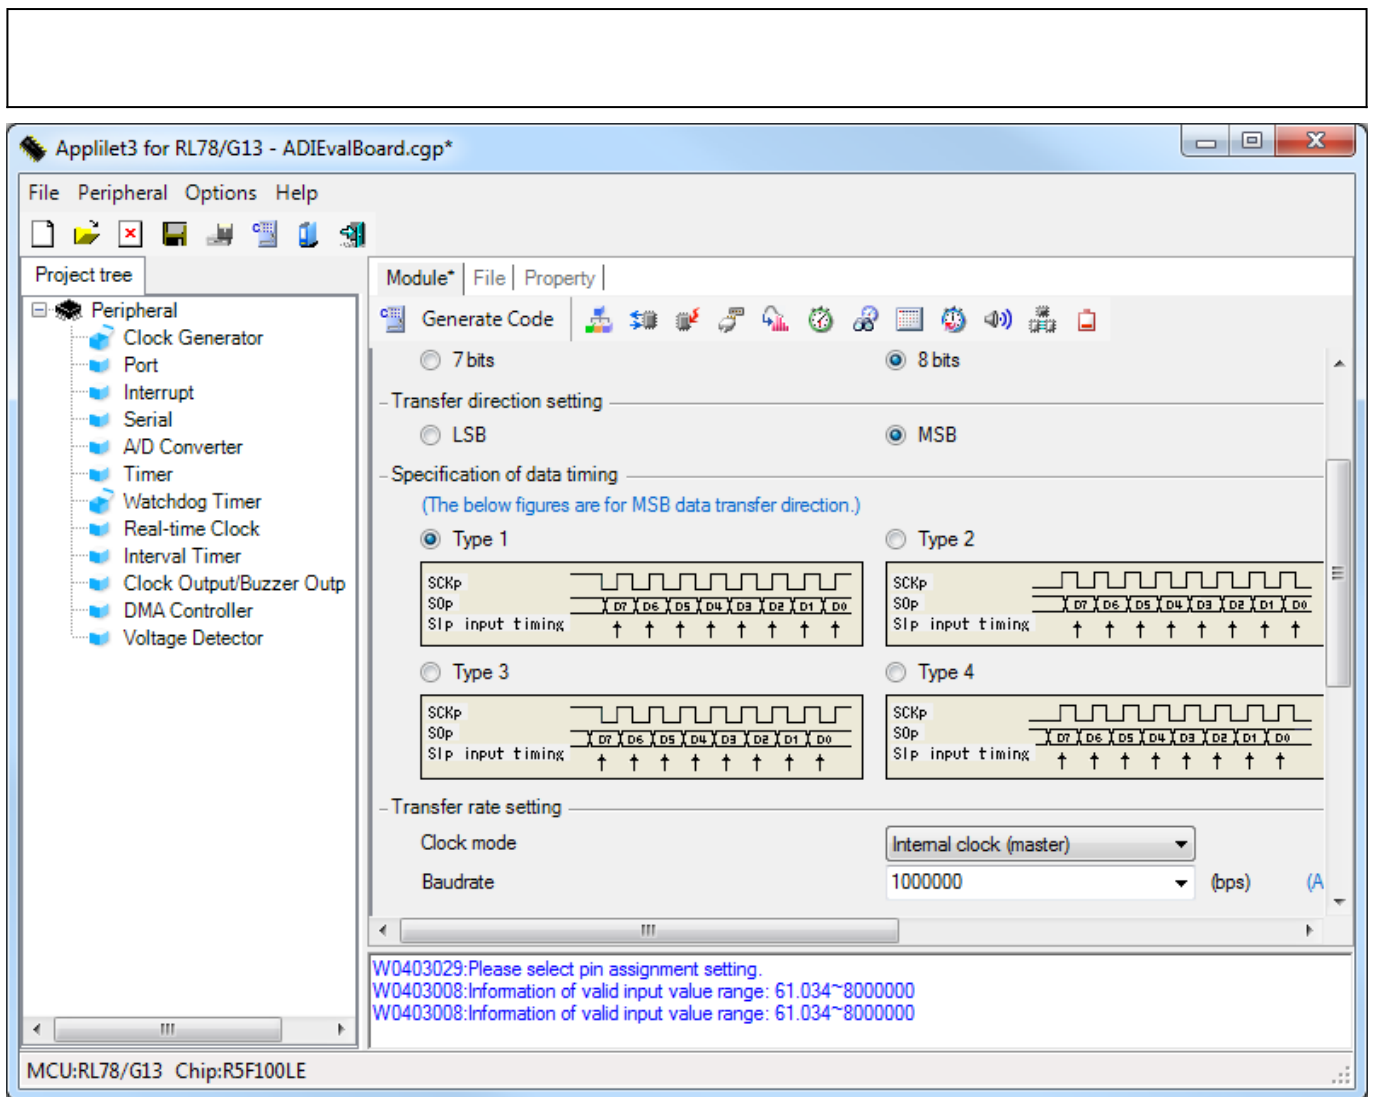 Applilet3 for RL78/G13 - ADIEvalBoard.cgp*
File Peripheral Options Help
Project tree
Peripheral
Clock Generator
Port
Interrupt
Serial
A/D Converter
Timer
Watchdog Timer
Real-time Clock
Interval Timer
Clock Output/Buzzer Outp
DMA Controller
Voltage Detector
Module* File Property
Generate Code
7 bits 8 bits
Transfer direction setting
LSB MSB
Specification of data timing
(The below figures are for MSB data transfer direction.)
Type 1 Type 2
SCKp SCKp
SOp D7 D6 D5 D4 D3 D2 D1 D0 SOp D7 D6 D5 D4 D3 D2 D1 D0
SIp input timing SIp input timing
Type 3 Type 4
SCKp SCKp
SOp D7 D6 D5 D4 D3 D2 D1 D0 SOp D7 D6 D5 D4 D3 D2 D1 D0
SIp input timing SIp input timing
Transfer rate setting
Clock mode Internal clock (master)
Baudrate 1000000 (bps) (A
W0403029:Please select pin assignment setting.
W0403008:Information of valid input value range: 61.034~8000000
W0403008:Information of valid input value range: 61.034~8000000
MCU:RL78/G13 Chip:R5F100LE